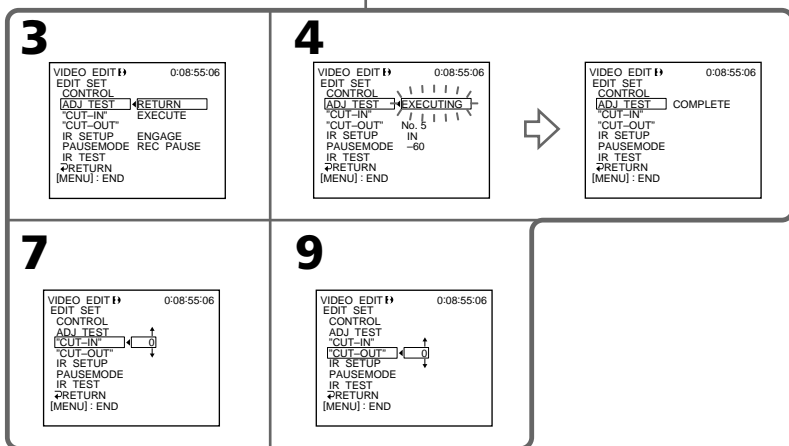 3
VIDEO EDIT 0:08:55:06
EDIT SET
CONTROL
ADJ TEST RETURN
"CUT–IN" EXECUTE
"CUT–OUT"
IR SETUP ENGAGE
PAUSEMODE REC PAUSE
IR TEST
RETURN
[MENU] : END
4
VIDEO EDIT 0:08:55:06
EDIT SET
CONTROL
ADJ TEST EXECUTING
"CUT–IN"
"CUT–OUT" No. 5
IR SETUP IN
PAUSEMODE –60
IR TEST
RETURN
[MENU] : END
VIDEO EDIT 0:08:55:06
EDIT SET
CONTROL
ADJ TEST COMPLETE
"CUT–IN"
"CUT–OUT"
IR SETUP
PAUSEMODE
IR TEST
RETURN
[MENU] : END
7
VIDEO EDIT 0:08:55:06
EDIT SET
CONTROL
ADJ TEST
"CUT–IN" 0
"CUT–OUT"
IR SETUP
PAUSEMODE
IR TEST
RETURN
[MENU] : END
9
VIDEO EDIT 0:08:55:06
EDIT SET
CONTROL
ADJ TEST
"CUT–IN"
"CUT–OUT" 0
IR SETUP
PAUSEMODE
IR TEST
RETURN
[MENU] : END